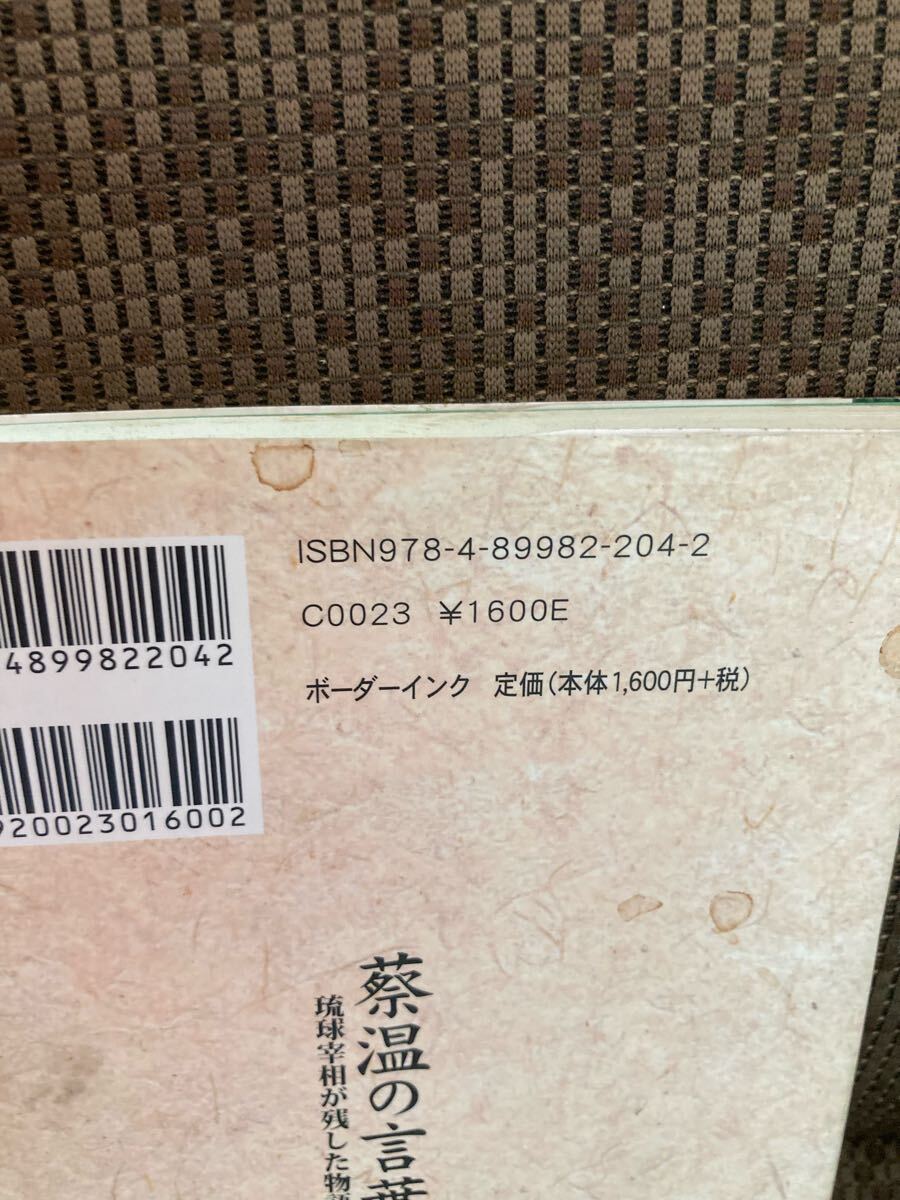 ISBN978-4-89982-204-2
C0023 ¥1600E
ボーダーインク 定価(本体1,600円+税)
4899822042
920023016002
蔡温の言葉
琉球宰相が残した物語